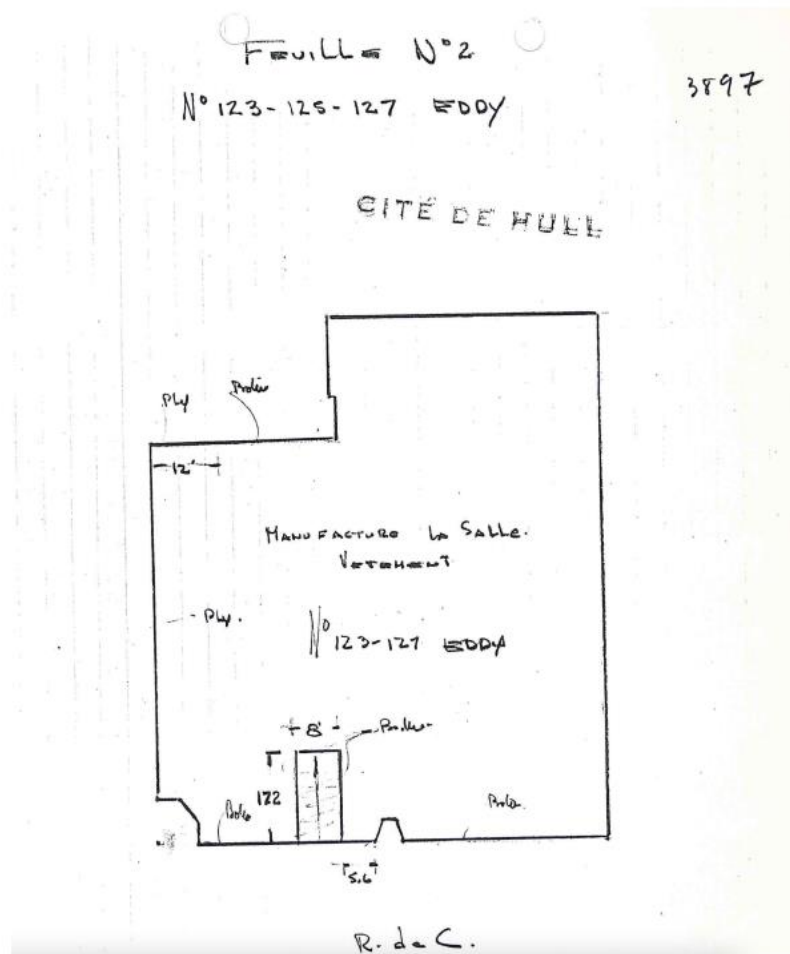 FEUILLE N° 2
3897
N° 123-125-127 EDDY
CITÉ DE HULL
Ply
12'
MANUFACTURE LA SALLE.
VETEMENT
Ply.
N° 123-127 EDDY
8'
122
5.6
R. de C.